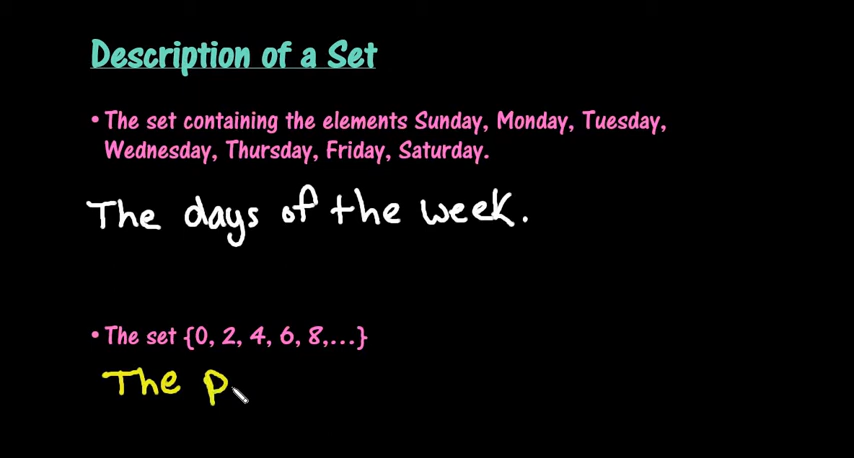 Description of a Set
• The set containing the elements Sunday, Monday, Tuesday,
Wednesday, Thursday, Friday, Saturday.
The days of the week.
• The set {0, 2, 4, 6, 8,...}
The p